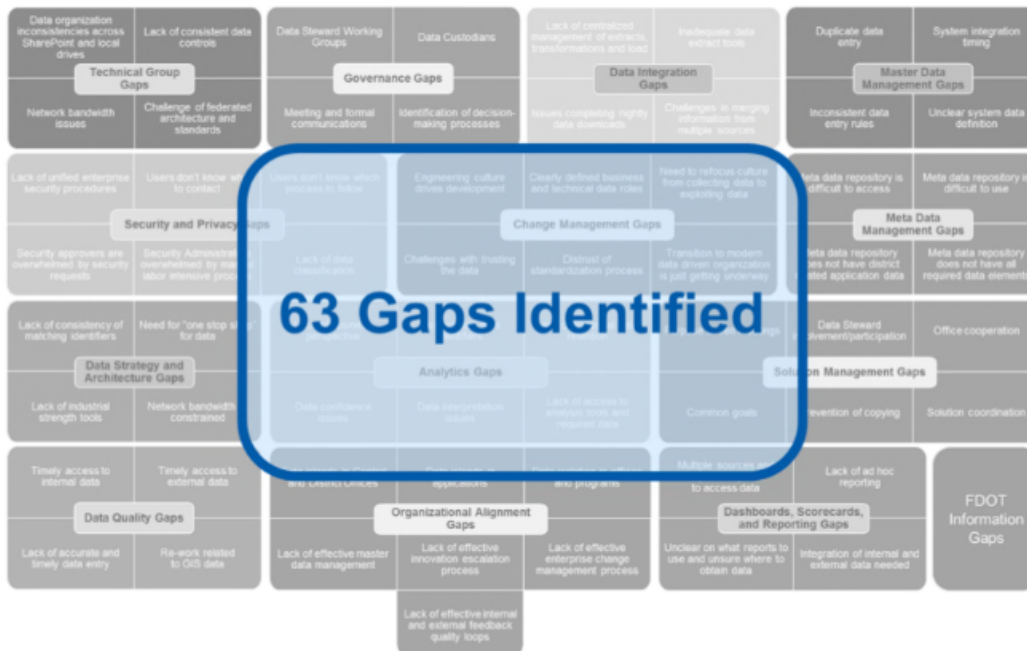 Data organization
inconsistencies across
SharePoint and local
drives
Lack of consistent data
controls
Technical Group
Gaps
Network bandwidth
issues
Challenge of federated
architecture and
standards
Data Steward Working
Groups
Data Custodians
Governance Gaps
Meeting and formal
communications
Identification of decision-
making processes
Lack of centralized
management of extracts,
transformations and load
Inadequate data
extract tools
Data Integration
Gaps
Issues completing nightly
data downloads
Challenges in merging
information from
multiple sources
Duplicate data
entry
System integration
timing
Master Data
Management Gaps
Inconsistent data
entry rules
Unclear system data
definition
Lack of unified enterprise
security procedures
Users don't know
to contact
Users don't know which
process to follow
Security and Privacy Gaps
Security approvers are
overwhelmed by security
requests
Security
overwhelmed by
labor intensive
Lack of data
classification
Engineering culture
drives development
Clearly defined business
and technical data roles
Need to refocus culture
from collecting data to
exploiting data
Change Management Gaps
Challenges with trusting
the data
Distrust of
standardization process
Transition to modern
data driven organization
is just getting underway
Meta data repository is
difficult to access
Meta data repository is
difficult to use
Meta Data
Management Gaps
Meta data repository
does not have district
application data
Meta data repository
does not have all
required data elements
63 Gaps Identified
Lack of consistency of
matching identifiers
Need for "one stop
for data
Data Strategy and
Architecture Gaps
Lack of industrial
strength tools
Network bandwidth
constrained
perspective
Analytics Gaps
Data confidence
issues
Data interpretation
issues
Lack of access to
analysis tools and
required data
Data Steward
involvement/participation
Office cooperation
Solution Management Gaps
Common goals
Prevention of copying
Solution coordination
Timely access to
internal data
Timely access to
external data
Data Quality Gaps
Lack of accurate and
timely data entry
Re-work related
to GIS data
and District Offices
applications
and programs
Organizational Alignment
Gaps
Lack of effective master
data management
Lack of effective
innovation escalation
process
Lack of effective
enterprise change
management process
Lack of effective internal
and external feedback
quality loops
Multiple sources
to access data
Lack of ad hoc
reporting
Dashboards, Scorecards,
and Reporting Gaps
Unclear on what reports to
use and unsure where to
obtain data
Integration of internal and
external data needed
FDOT
Information
Gaps